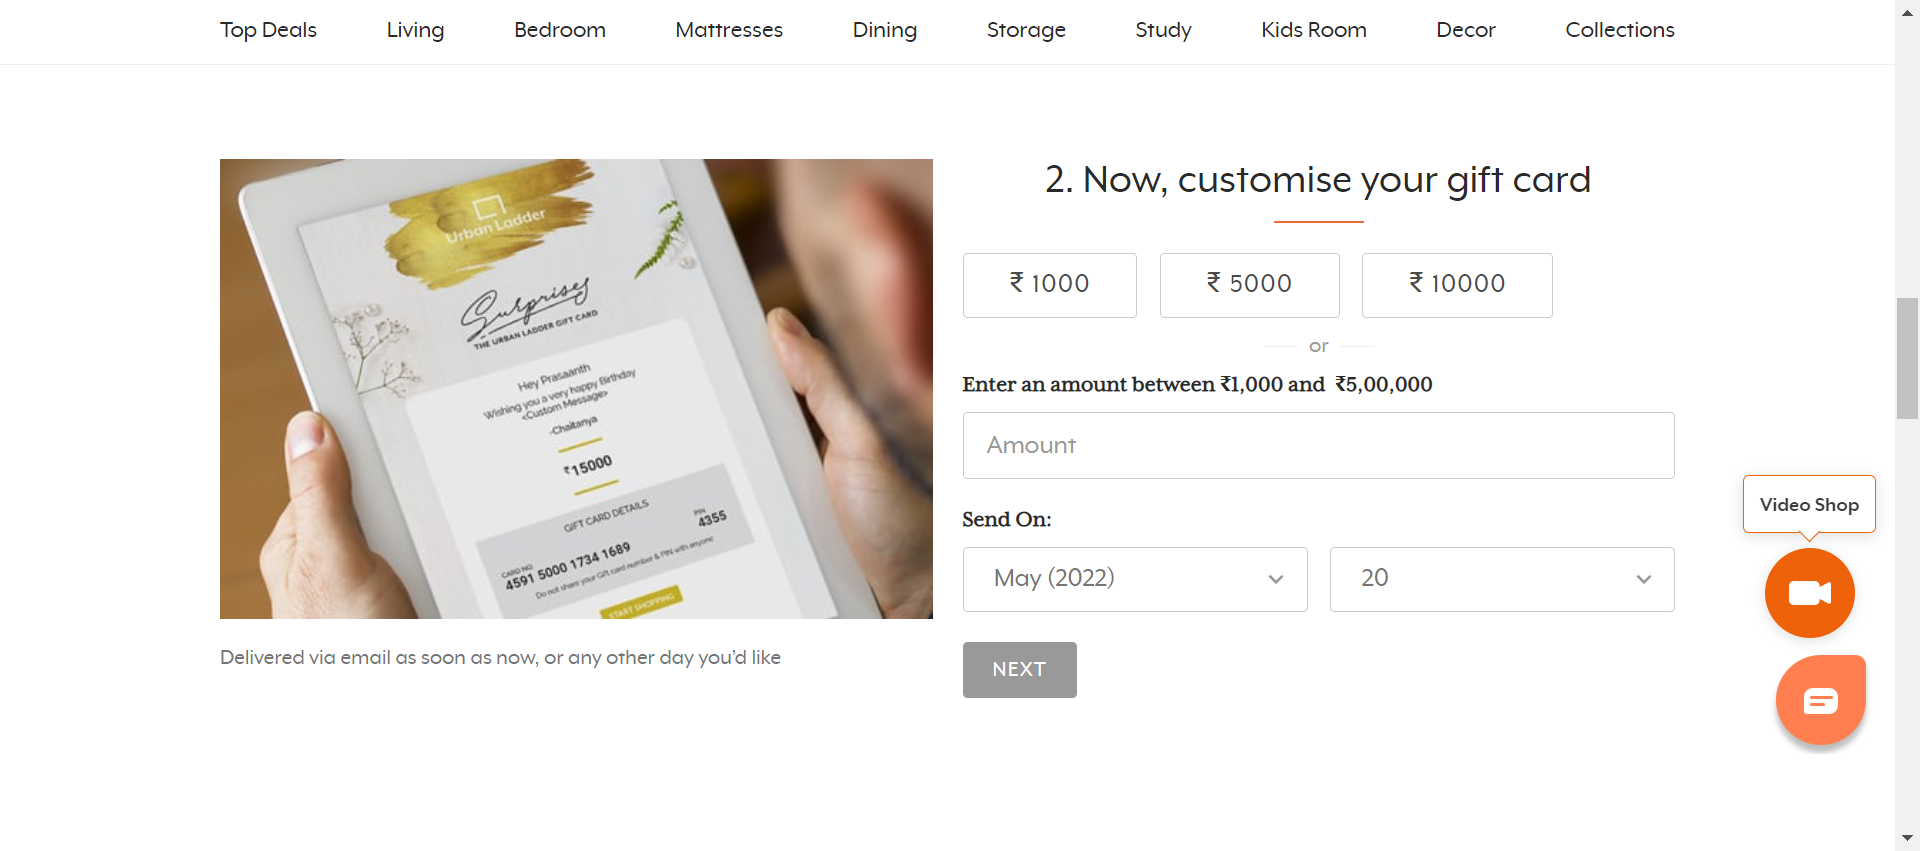 Top Deals Living Bedroom Mattresses Dining Storage Study Kids Room Decor Collections
Urban Ladder
Surprises
THE URBAN LADDER GIFT CARD
Hey Prasaanth
Wishing you a very happy Birthday
<Custom Message>
-Chaitanya
₹15000
GIFT CARD DETAILS
CARD NO. PIN
4591 5000 1734 1689 4355
Do not share your Gift card number & PIN with anyone
START SHOPPING
Delivered via email as soon as now, or any other day you’d like
2. Now, customise your gift card
₹ 1000 ₹ 5000 ₹ 10000
or
Enter an amount between ₹1,000 and ₹5,00,000
Amount
Send On:
May (2022) 20
NEXT
Video Shop